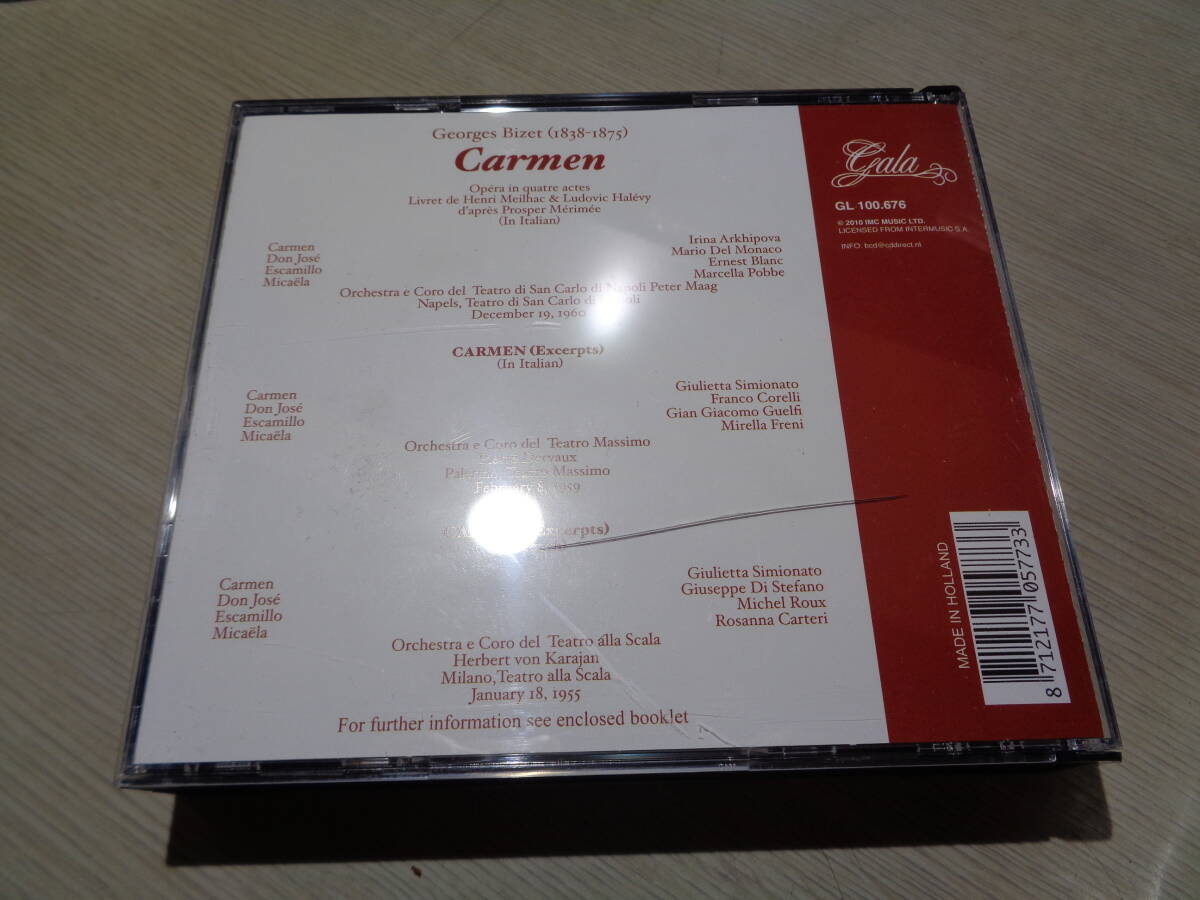 Georges Bizet (1838-1875)
Carmen
Opéra in quatre actes
Livret de Henri Meilhac & Ludovic Halévy
d'après Prosper Mérimée
(In Italian)
Carmen Irina Arkhipova
Don José Mario Del Monaco
Escamillo Ernest Blanc
Micaëla Marcella Pobbe
Orchestra e Coro del Teatro di San Carlo di Napoli Peter Maag
Napels, Teatro di San Carlo di Napoli
December 19, 1960
CARMEN (Excerpts)
(In Italian)
Carmen Giulietta Simionato
Don José Franco Corelli
Escamillo Gian Giacomo Guelfi
Micaëla Mirella Freni
Orchestra e Coro del Teatro Massimo
Palermo, Teatro Massimo
February 8, 1959
(Excerpts)
Carmen Giulietta Simionato
Don José Giuseppe Di Stefano
Escamillo Michel Roux
Micaëla Rosanna Carteri
Orchestra e Coro del Teatro alla Scala
Herbert von Karajan
Milano, Teatro alla Scala
January 18, 1955
For further information see enclosed booklet
Gala
GL 100.676
© 2010 IMC MUSIC LTD.
LICENSED FROM INTERMUSIC S.A.
INFO: bcd@cddirect.nl
MADE IN HOLLAND
8 712177 057733